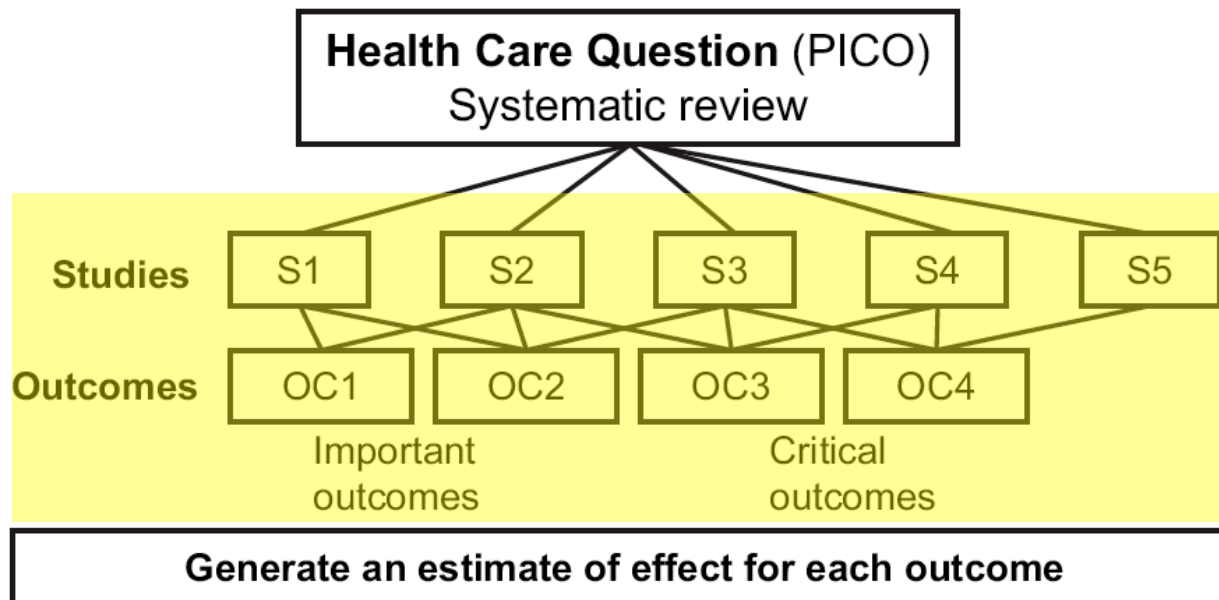 Health Care Question (PICO)
Systematic review
Studies S1 S2 S3 S4 S5
Outcomes OC1 OC2 OC3 OC4
Important Critical
outcomes outcomes
Generate an estimate of effect for each outcome